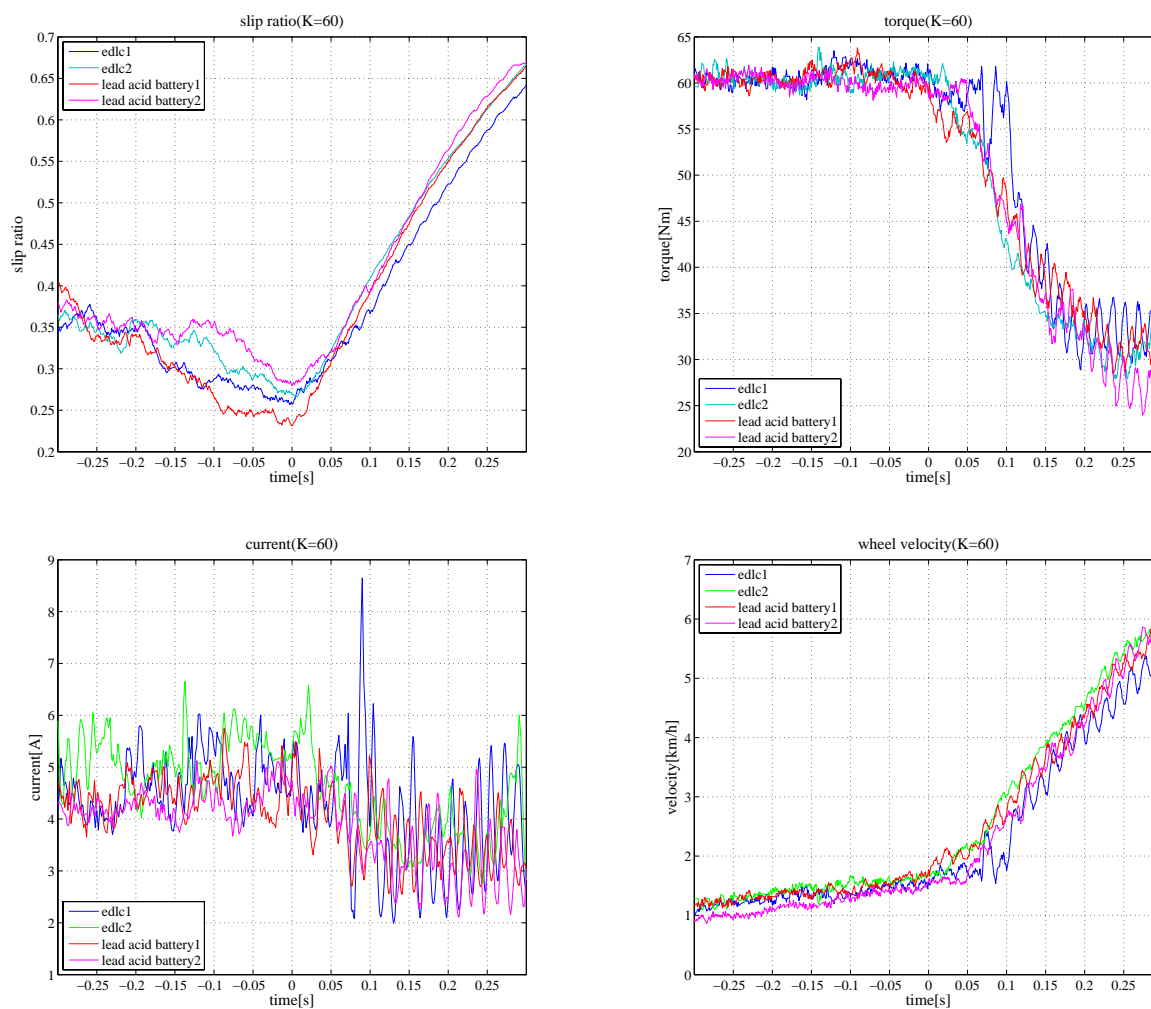 slip ratio(K=60)
0.7
0.65
0.6
0.55
0.5
0.45
0.4
0.35
0.3
0.25
0.2
slip ratio
edlc1
edlc2
lead acid battery1
lead acid battery2
−0.25 −0.2 −0.15 −0.1 −0.05 0 0.05 0.1 0.15 0.2 0.25
time[s]
torque(K=60)
65
60
55
50
45
40
35
30
25
20
torque[Nm]
edlc1
edlc2
lead acid battery1
lead acid battery2
−0.25 −0.2 −0.15 −0.1 −0.05 0 0.05 0.1 0.15 0.2 0.25
time[s]
current(K=60)
9
8
7
6
5
4
3
2
1
current[A]
edlc1
edlc2
lead acid battery1
lead acid battery2
−0.25 −0.2 −0.15 −0.1 −0.05 0 0.05 0.1 0.15 0.2 0.25
time[s]
wheel velocity(K=60)
7
6
5
4
3
2
1
0
velocity[km/h]
edlc1
edlc2
lead acid battery1
lead acid battery2
−0.25 −0.2 −0.15 −0.1 −0.05 0 0.05 0.1 0.15 0.2 0.25
time[s]